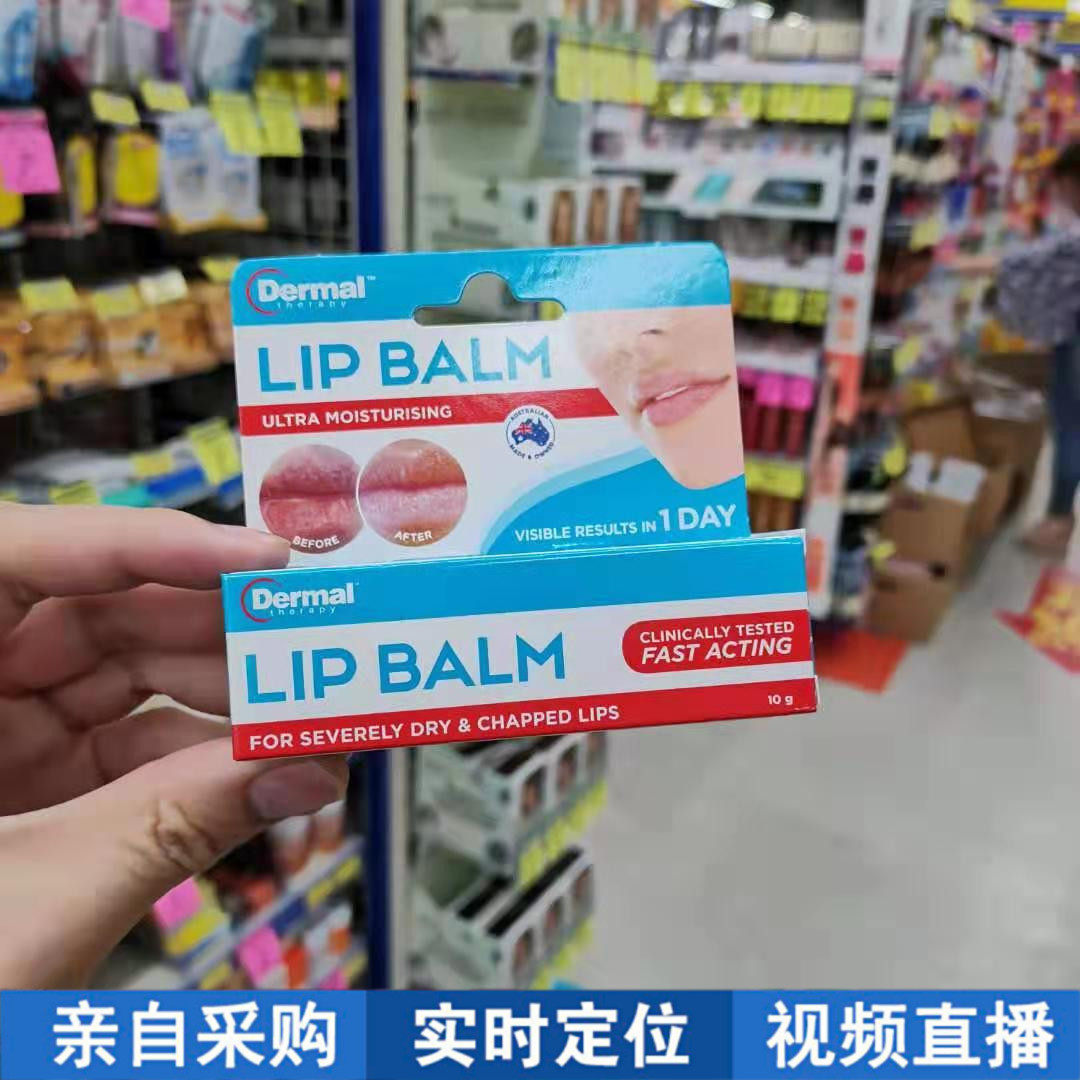 Dermal™
therapy
LIP BALM
ULTRA MOISTURISING
AUSTRALIAN
MADE & OWNED
BEFORE
AFTER
VISIBLE RESULTS IN 1 DAY
Dermal™
therapy
LIP BALM
CLINICALLY TESTED
FAST ACTING
10 g
FOR SEVERELY DRY & CHAPPED LIPS
亲自采购 实时定位 视频直播